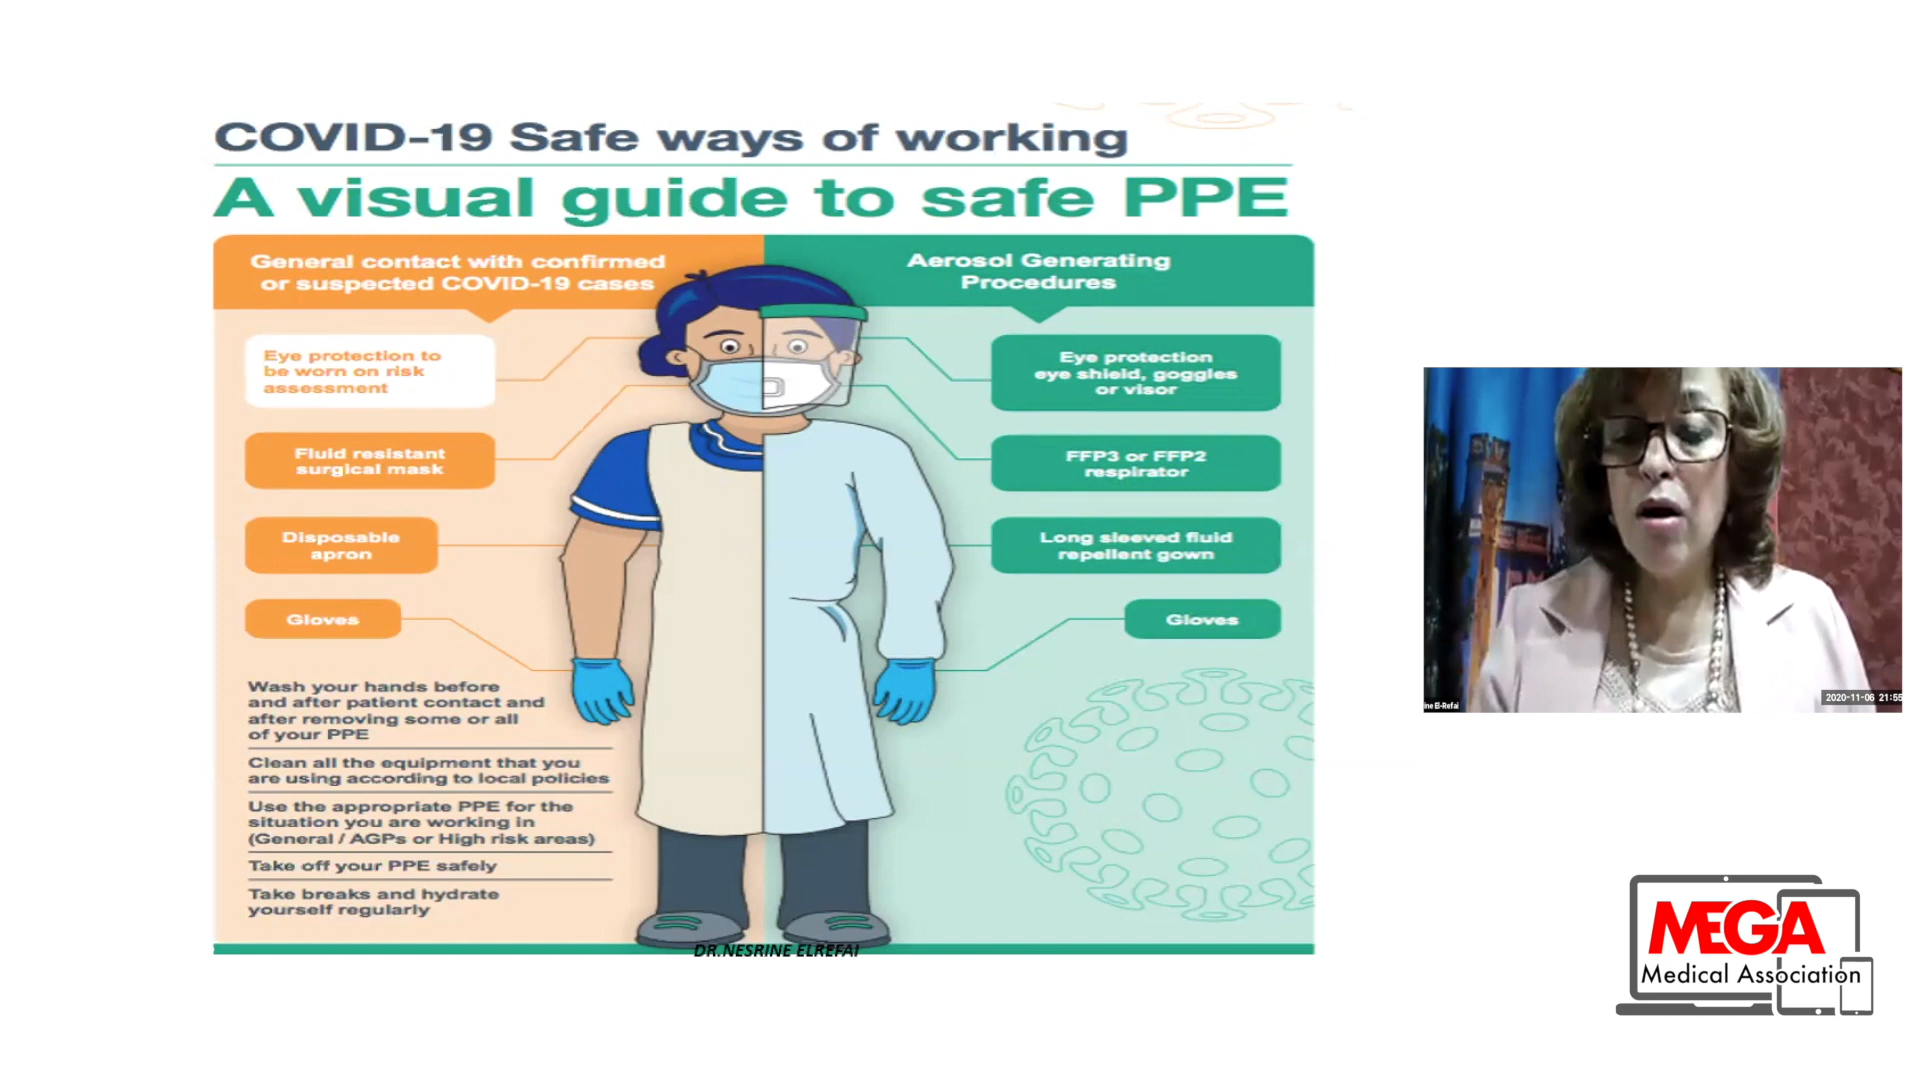 COVID-19 Safe ways of working
A visual guide to safe PPE
General contact with confirmed
or suspected COVID-19 cases
Eye protection to
be worn on risk
assessment
Fluid resistant
surgical mask
Disposable
apron
Gloves
Wash your hands before
and after patient contact and
after removing some or all
of your PPE
Clean all the equipment that you
are using according to local policies
Use the appropriate PPE for the
situation you are working in
(General / AGPs or High risk areas)
Take off your PPE safely
Take breaks and hydrate
yourself regularly
Aerosol Generating
Procedures
Eye protection
eye shield, goggles
or visor
FFP3 or FFP2
respirator
Long sleeved fluid
repellent gown
Gloves
DR.NESRINE ELREFAI
ine El-Refai
2020-11-06 21:55
MEGA
Medical Association